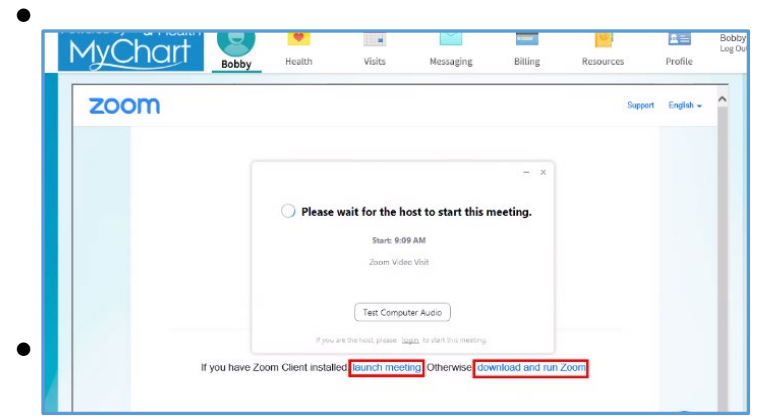 MyChart
Bobby Health Visits Messaging Billing Resources Profile
Bobby
Log Ou
zoom
Support English
Please wait for the host to start this meeting.
Start: 9:09 AM
Zoom Video Visit
Test Computer Audio
If you are the host, please login to start this meeting.
If you have Zoom Client installed, launch meeting. Otherwise, download and run Zoom.